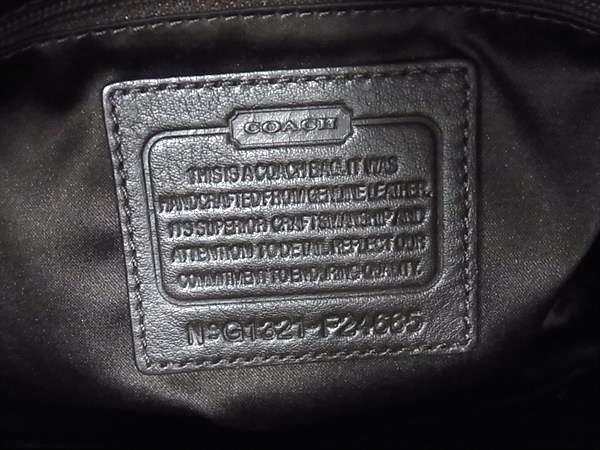 COACH
THIS IS A COACH BAG. IT WAS
HANDCRAFTED FROM GENUINE LEATHER.
ITS SUPERIOR CRAFTSMANSHIP AND
ATTENTION TO DETAIL REFLECT OUR
COMMITMENT TO ENDURING QUALITY.
Nº G1321-F24685